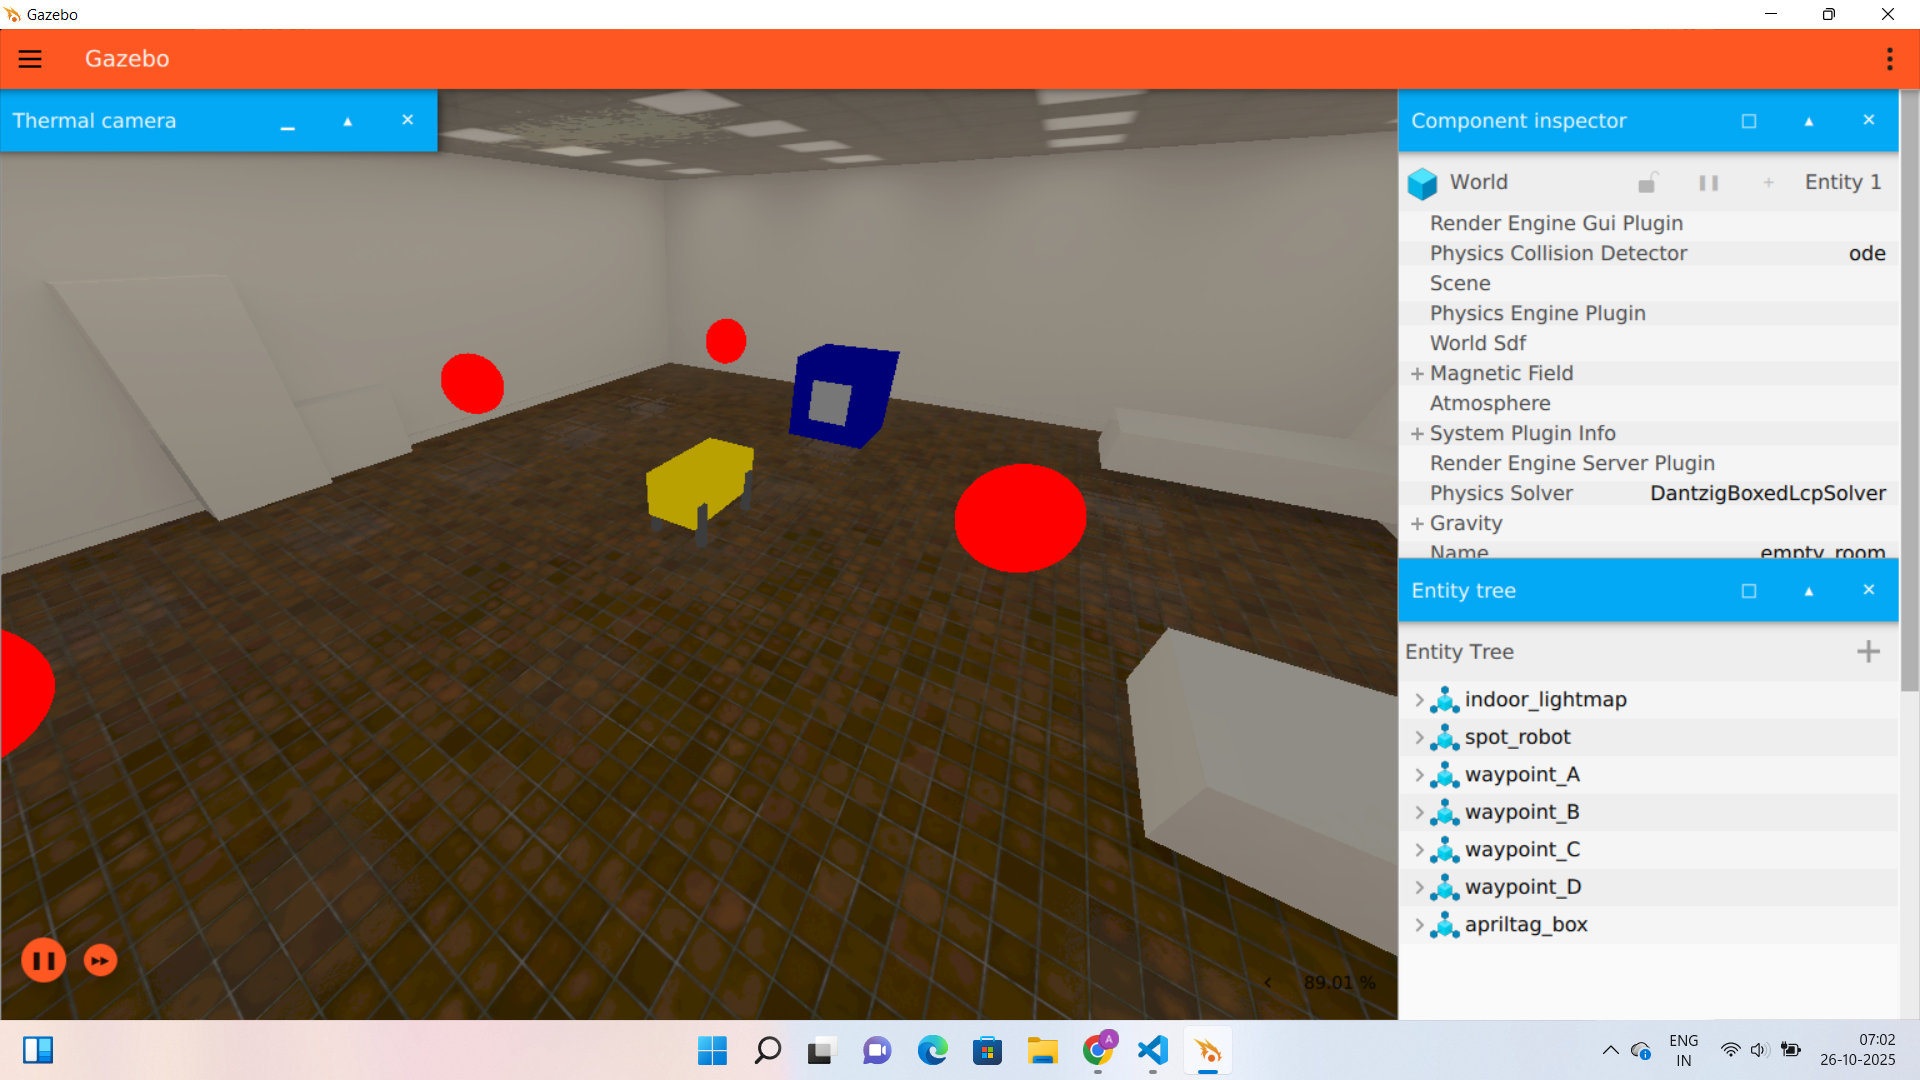 Gazebo
Gazebo
Thermal camera
Component inspector
World
Entity 1
Render Engine Gui Plugin
Physics Collision Detector ode
Scene
Physics Engine Plugin
World Sdf
Magnetic Field
Atmosphere
System Plugin Info
Render Engine Server Plugin
Physics Solver DantzigBoxedLcpSolver
Gravity
Name empty_room
Entity tree
Entity Tree
indoor_lightmap
spot_robot
waypoint_A
waypoint_B
waypoint_C
waypoint_D
apriltag_box
89.01 %
A
ENG
IN
07:02
26-10-2025